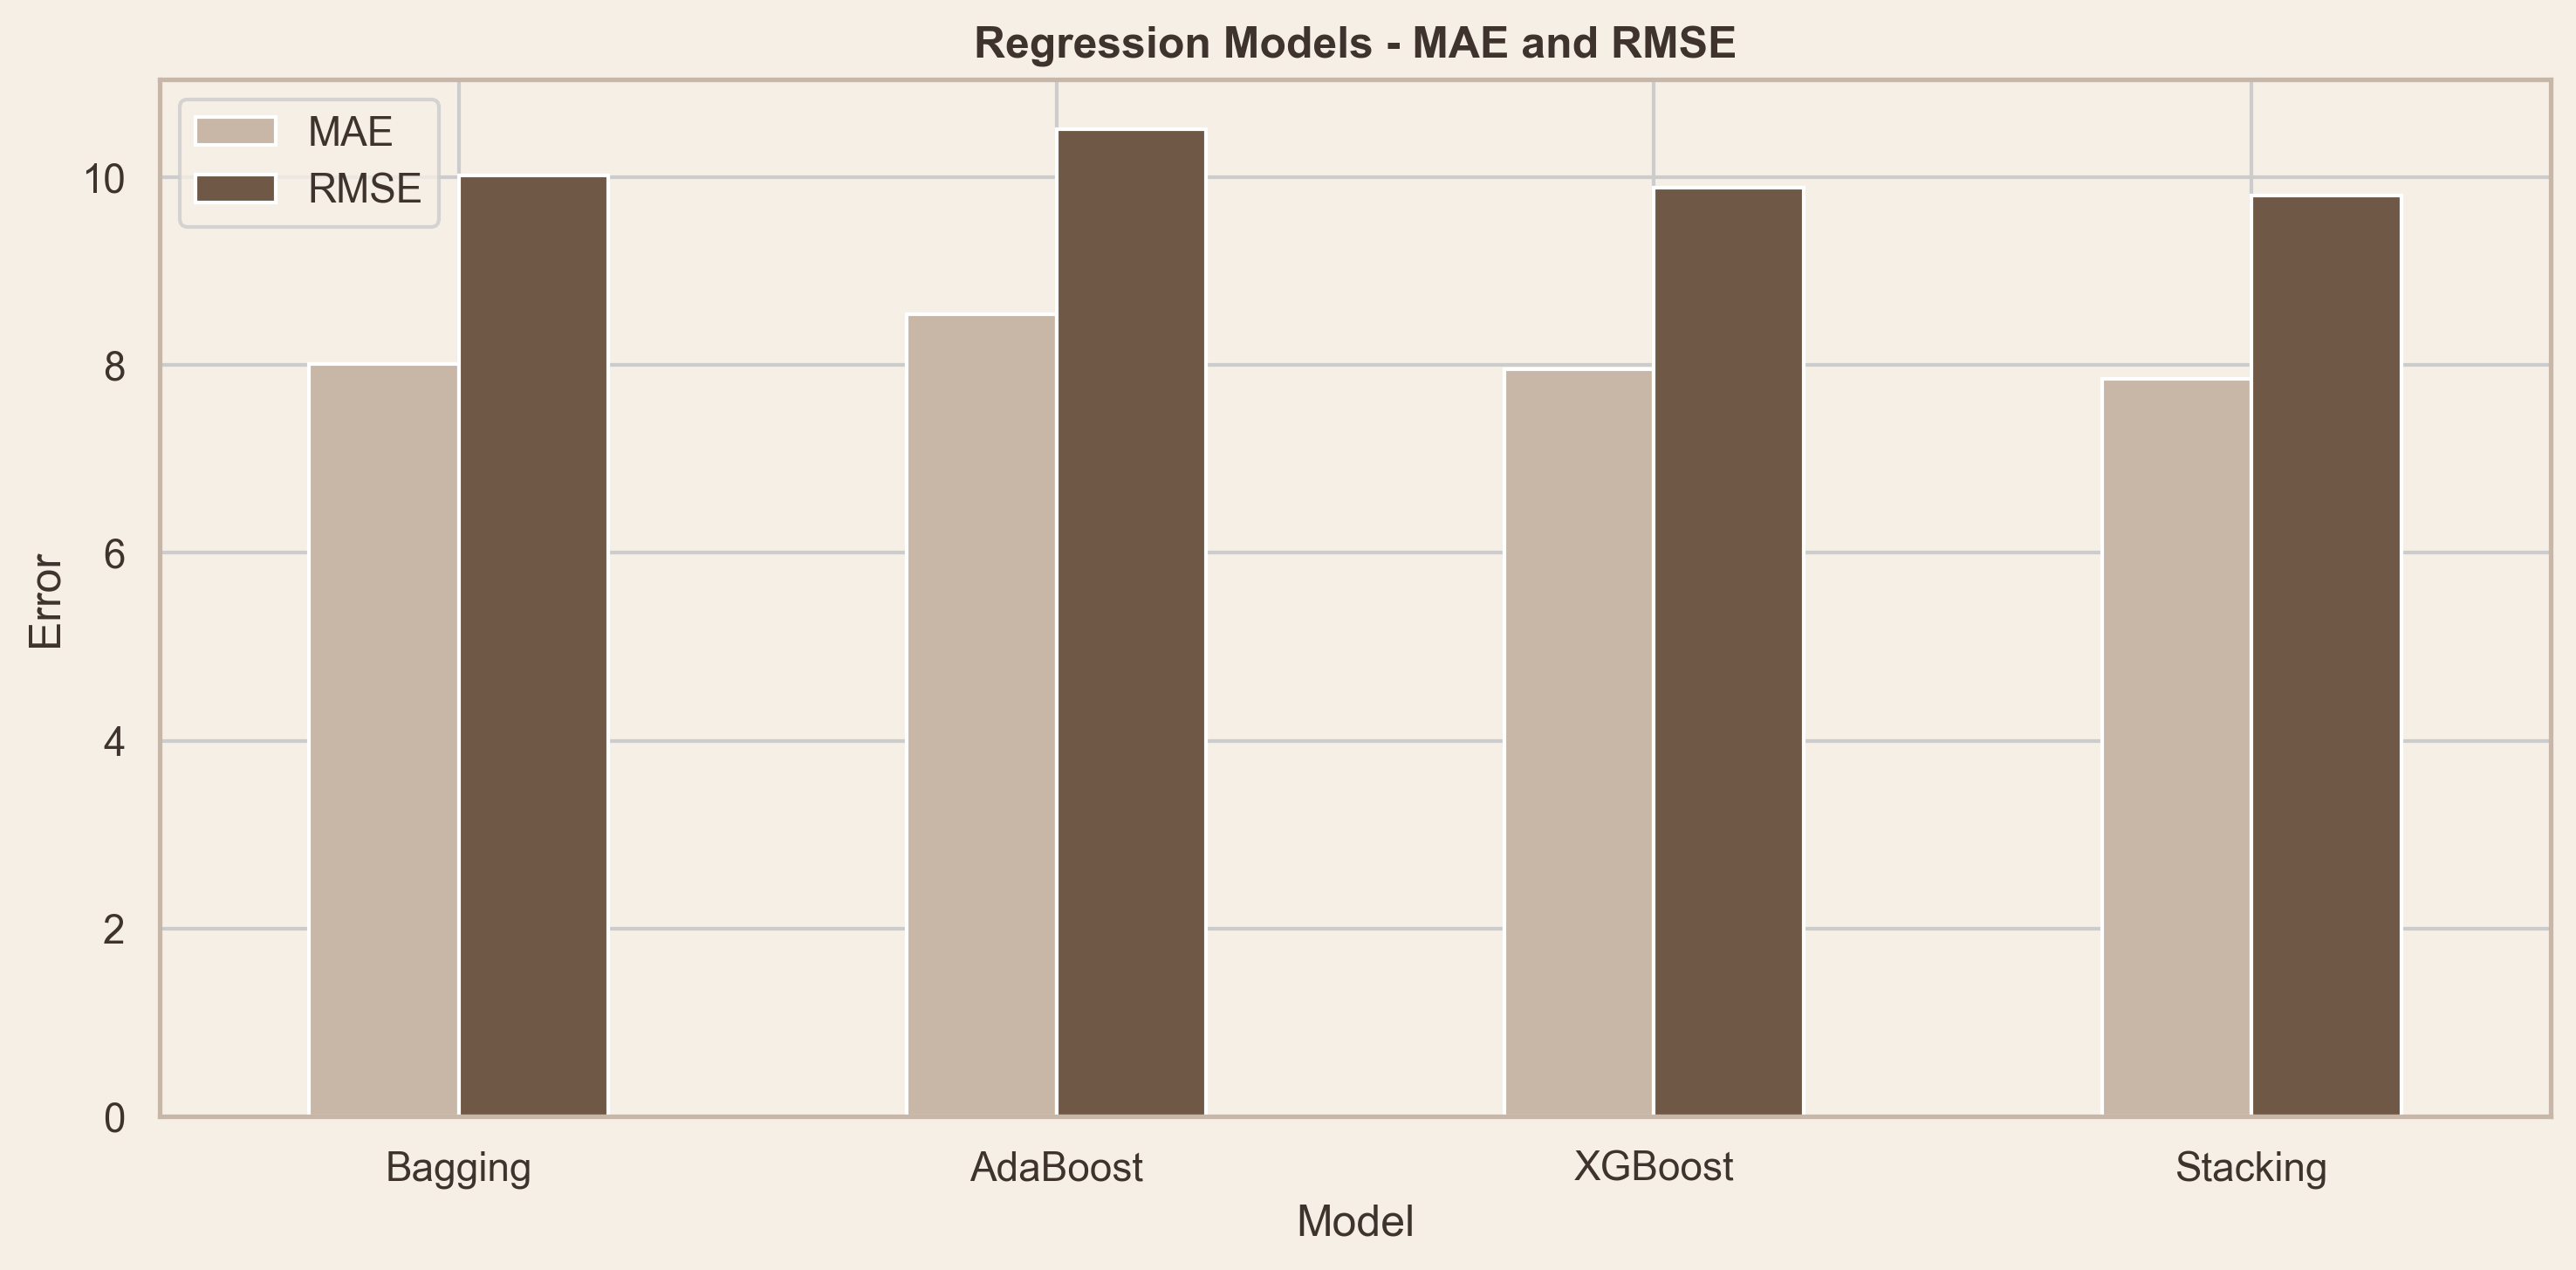 Regression Models - MAE and RMSE
MAE
RMSE
10
8
6
4
2
0
Error
Bagging AdaBoost XGBoost Stacking
Model